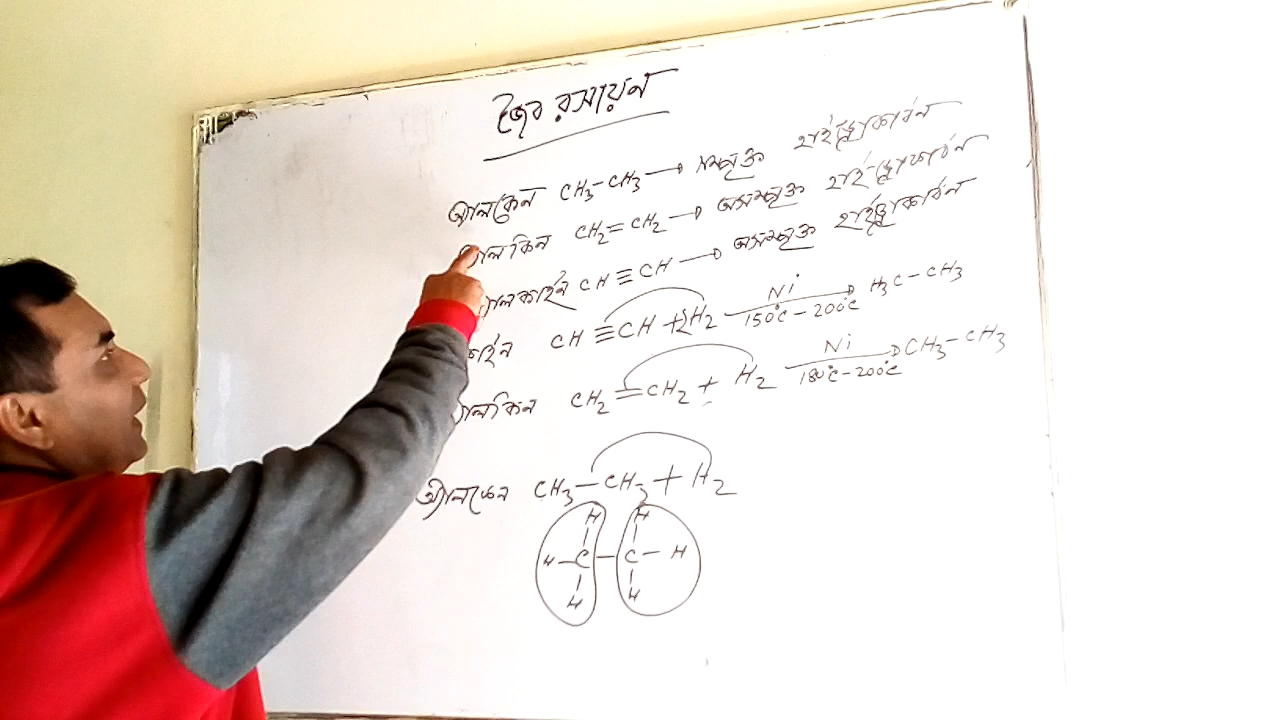 জৈব রসায়ন
অ্যালকেন CH₃-CH₃ → সম্পৃক্ত হাইড্রোকার্বন
অ্যালকিন CH₂=CH₂ → অসম্পৃক্ত হাইড্রোকার্বন
অ্যালকাইন CH≡CH → অসম্পৃক্ত হাইড্রোকার্বন
কাইন CH≡CH + 2H₂ Ni 150°C-200°C → H₃C-CH₃
অ্যালকিন CH₂=CH₂ + H₂ Ni 180°C-200°C → CH₃-CH₃
অ্যালকেন CH₃-CH₃ + H₂
H H
H-C-C-H
H H